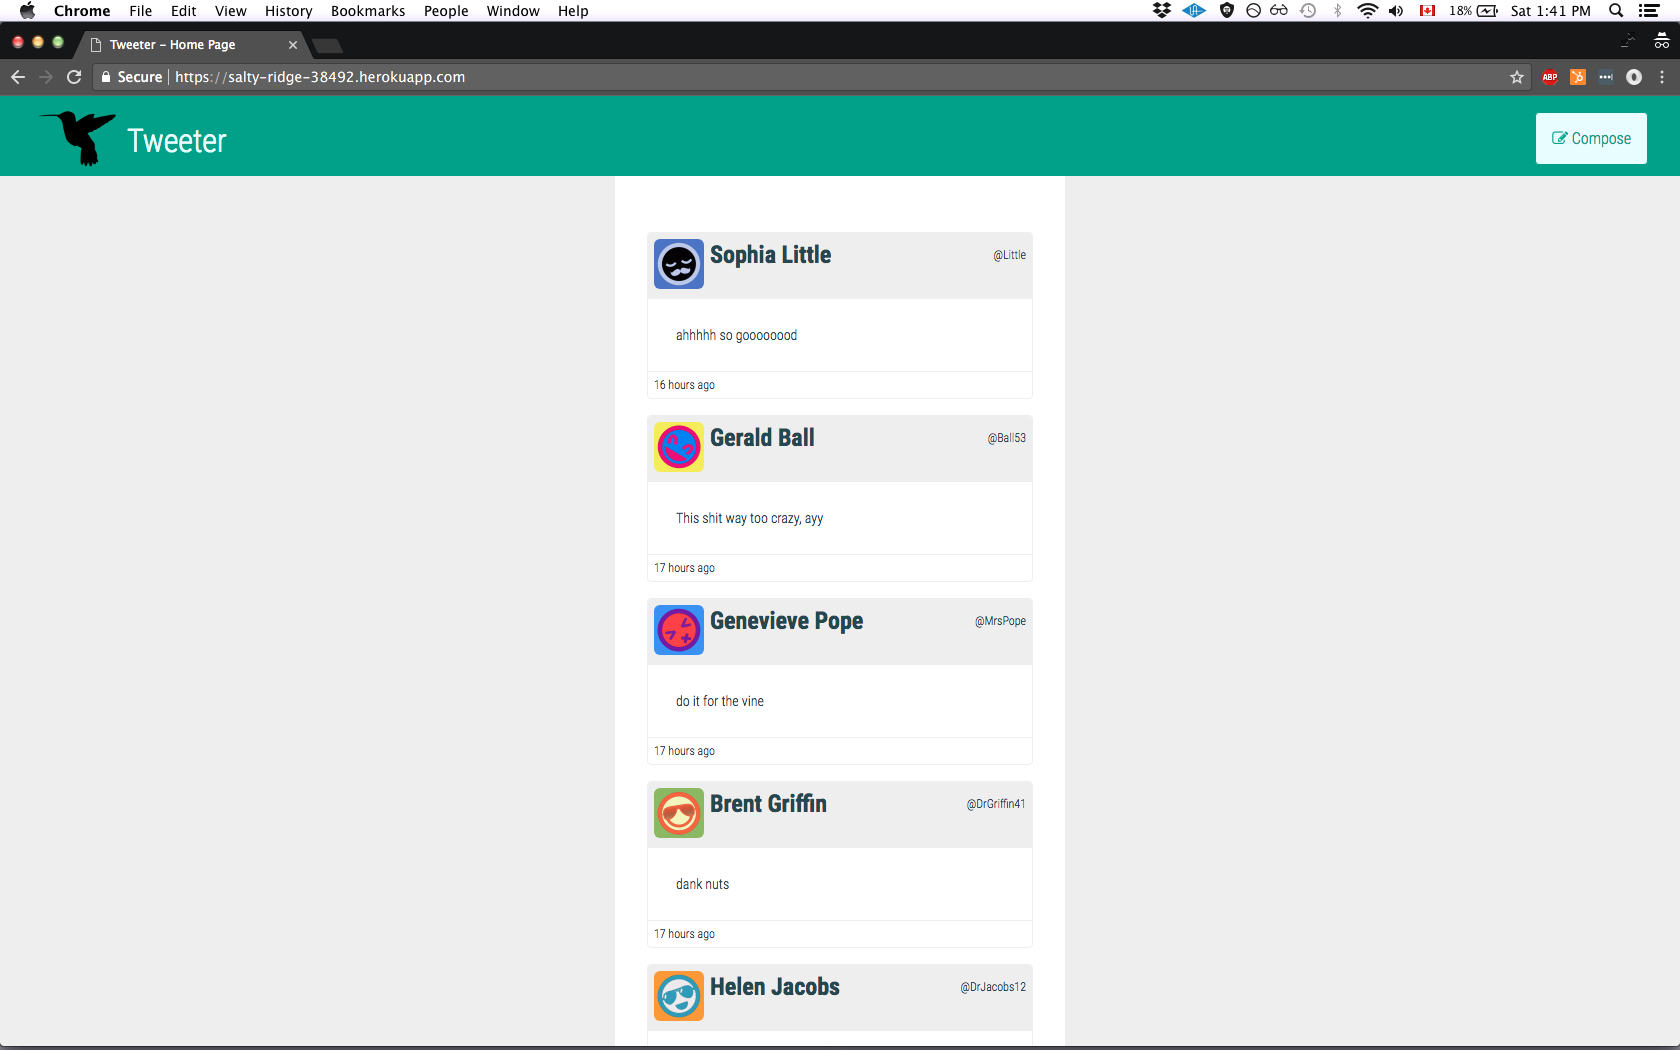 Chrome File Edit View History Bookmarks People Window Help 18% Sat 1:41 PM
Tweeter – Home Page
Secure https://salty-ridge-38492.herokuapp.com ABP
Tweeter Compose
Sophia Little @Little
ahhhhh so goooooood
16 hours ago
Gerald Ball @Ball53
This shit way too crazy, ayy
17 hours ago
Genevieve Pope @MrsPope
do it for the vine
17 hours ago
Brent Griffin @DrGriffin41
dank nuts
17 hours ago
Helen Jacobs @DrJacobs12